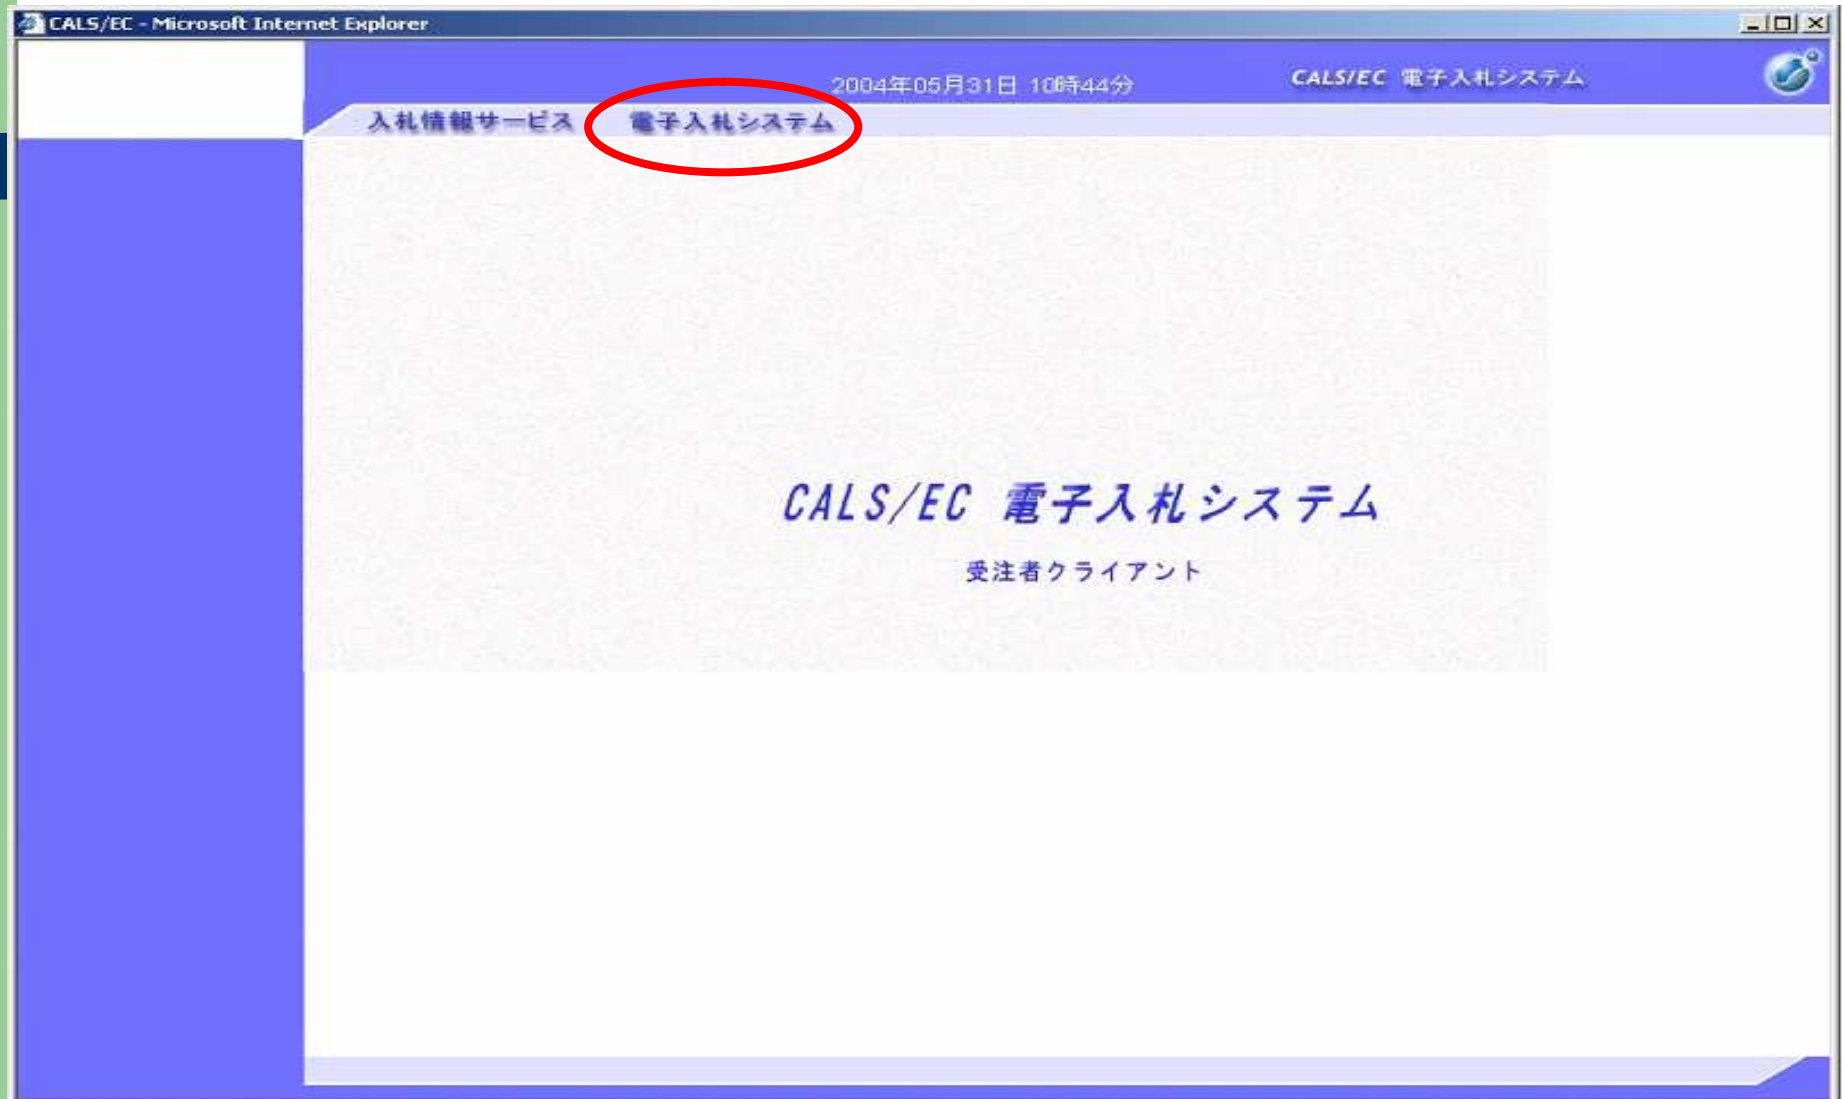 CALS/EC - Microsoft Internet Explorer
2004年05月31日 10時44分
CALS/EC 電子入札システム
入札情報サービス 電子入札システム
CALS/EC 電子入札システム
受注者クライアント